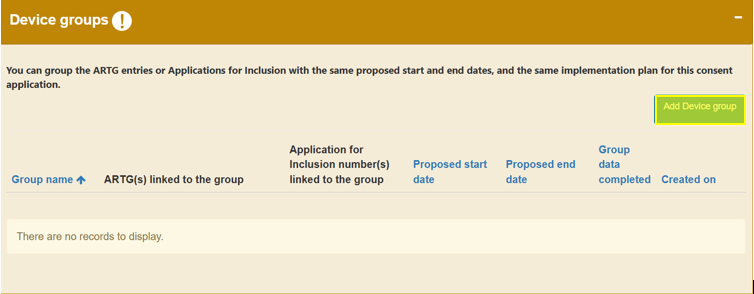 Device groups !
You can group the ARTG entries or Applications for Inclusion with the same proposed start and end dates, and the same implementation plan for this consent
application.
Add Device group
Group name ARTG(s) linked to the group Application for Inclusion number(s) linked to the group Proposed start date Proposed end date Group data completed Created on
There are no records to display.